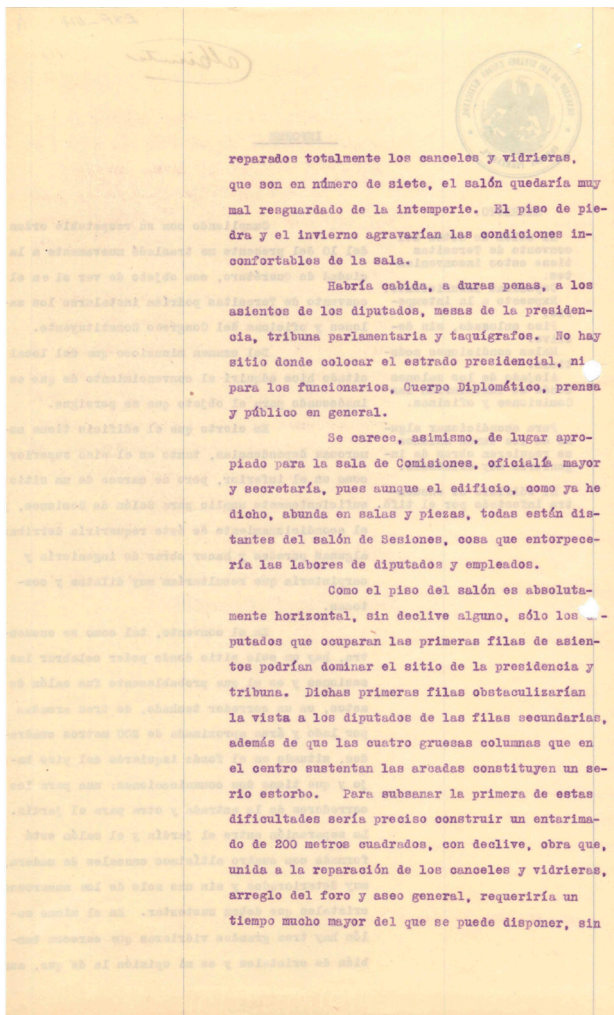 reparados totalmente los canceles y vidrieras,
que son en número de siete, el salón quedaría muy
mal resguardado de la intemperie. El piso de pie-
dra y el invierno agravarían las condiciones in-
confortables de la sala.
Habría cabida, a duras penas, a los
asientos de los diputados, mesas de la presiden-
cia, tribuna parlamentaria y taquígrafos. No hay
sitio donde colocar el estrado presidencial, ni
para los funcionarios, Cuerpo Diplomático, prensa
y público en general.
Se carece, asimismo, de lugar apro-
piado para la sala de Comisiones, oficialía mayor
y secretaría, pues aunque el edificio, como ya he
dicho, abunda en salas y piesas, todas están dis-
tantes del salón de Sesiones, cosa que entorpece-
ría las labores de diputados y empleados.
Como el piso del salón es absoluta-
mente horizontal, sin declive alguno, sólo los
putados que ocuparan las primeras filas de asien-
tos podrían dominar el sitio de la presidencia y
tribuna. Dichas primeras filas obstaculizarían
la vista a los diputados de las filas secundarias,
además de que las cuatro gruesas columnas que en
el centro sustentan las arcadas constituyen un se-
rio estorbo. Para subsanar la primera de estas
dificultades sería preciso construir un entarima-
do de 200 metros cuadrados, con declive, obra que,
unida a la reparación de los canceles y vidrieras,
arreglo del foro y aseo general, requeriría un
tiempo mucho mayor del que se puede disponer, sin